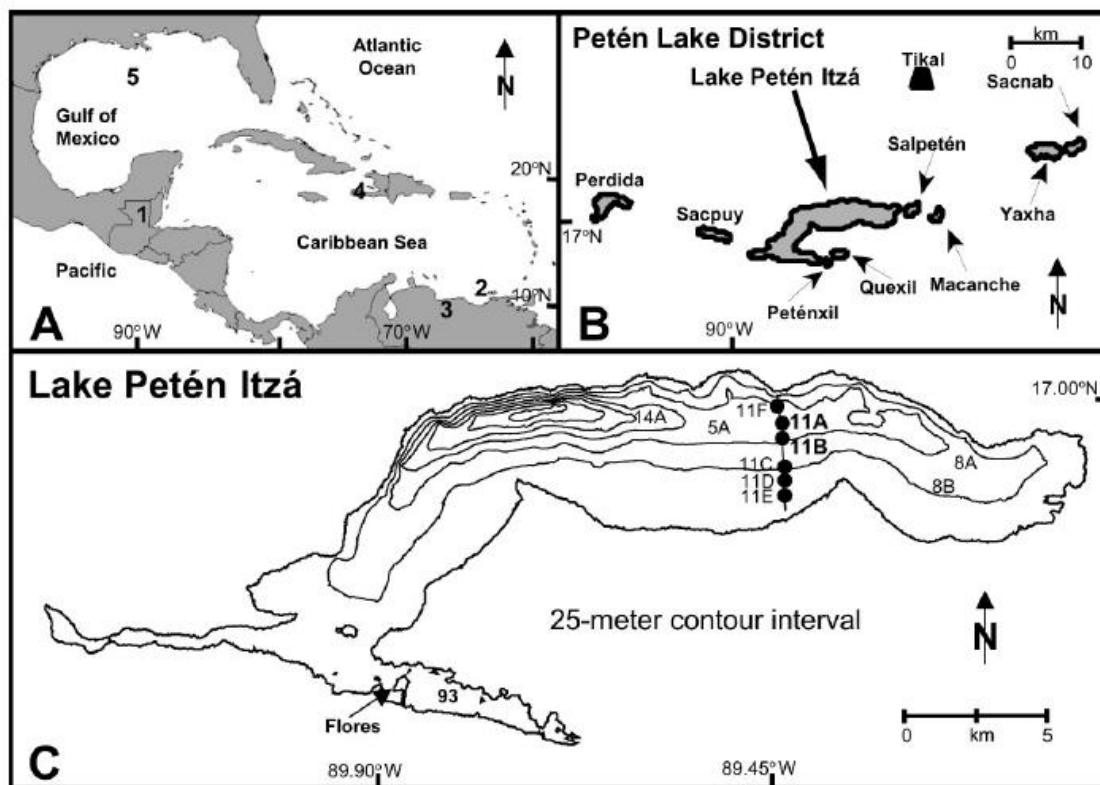 Atlantic
Ocean
N
5
Gulf of
Mexico
20°N
4
1
Caribbean Sea
Pacific
2
10°N
3
A
90°W
70°W
Petén Lake District
km
0 10
Tikal
Lake Petén Itzá
Sacnab
Salpetén
Perdida
Sacpuy
17°N
Yaxha
Quexil
Macanche
Peténxil
N
B
90°W
Lake Petén Itzá
17.00°N
11F
14A
5A
11A
11B
11C
8A
11D
8B
11E
25-meter contour interval
N
93
Flores
0 km 5
C
89.90°W
89.45°W